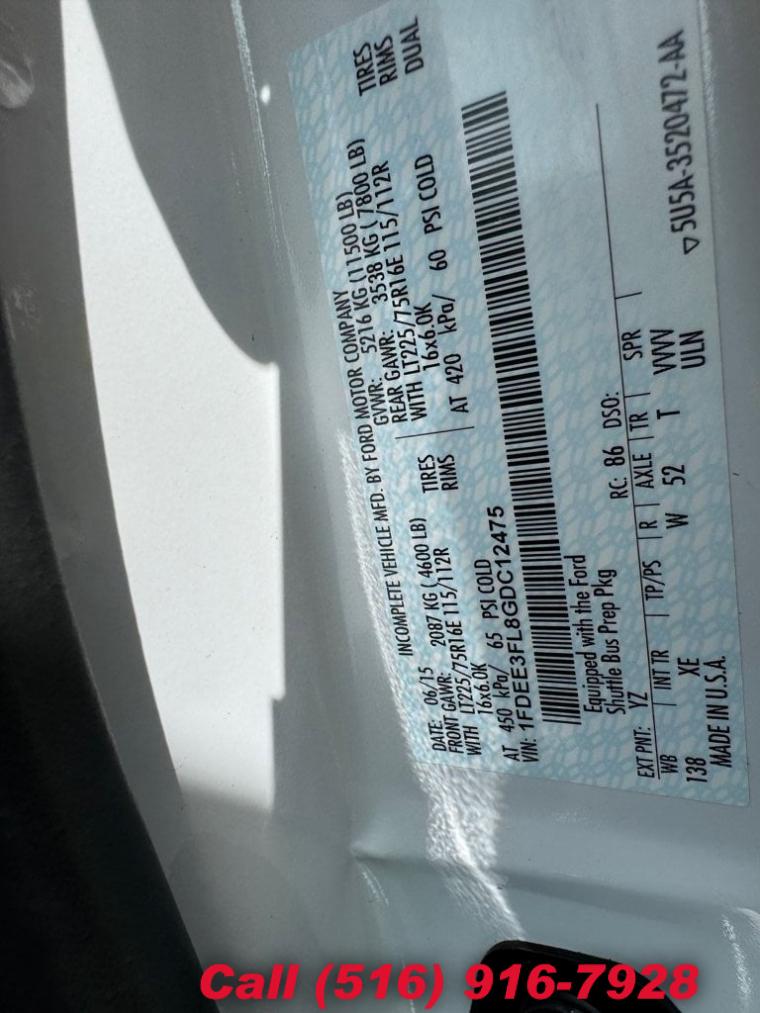 INCOMPLETE VEHICLE MFD. BY FORD MOTOR COMPANY
DATE: 06/15 GVWR: 5216 KG (11500 LB)
FRONT GAWR: 2087 KG ( 4600 LB) REAR GAWR: 3538 KG ( 7800 LB)
WITH LT225/75R16E 115/112R TIRES WITH LT225/75R16E 115/112R TIRES
16x6.0K RIMS 16x6.0K RIMS
AT 450 kPa/ 65 PSI COLD AT 420 kPa/ 60 PSI COLD DUAL
VIN: 1FDEE3FL8GDC12475
Equipped with the Ford
Shuttle Bus Prep Pkg
EXT PNT: YZ RC: 86 DSO:
WB INT TR TP/PS R AXLE TR SPR
138 XE W 52 T VVVV
MADE IN U.S.A. ULN
▽5U5A-3520472-AA
Call (516) 916-7928